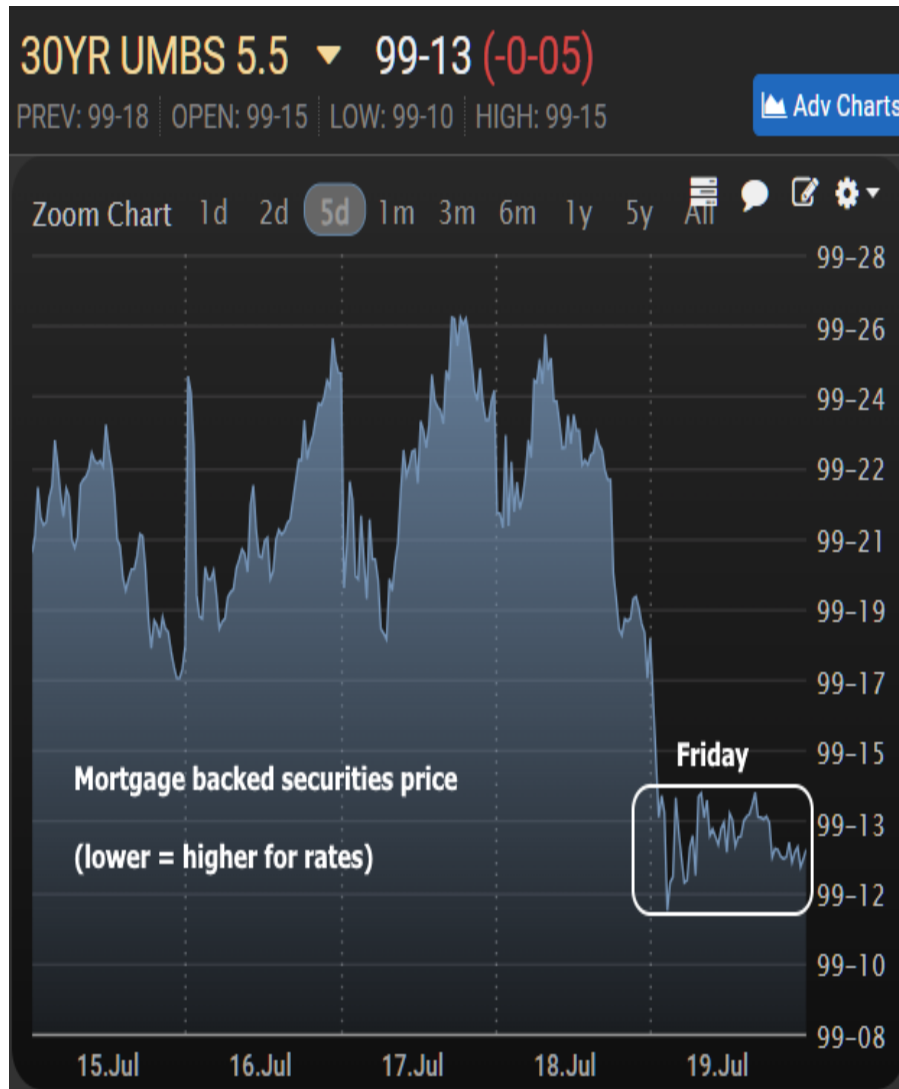 30YR UMBS 5.5 99-13 (-0-05)
PREV: 99-18 OPEN: 99-15 LOW: 99-10 HIGH: 99-15
Adv Charts
Zoom Chart 1d 2d 5d 1m 3m 6m 1y 5y All
99-28
99-26
99-24
99-22
99-21
99-19
99-17
99-15
99-13
99-12
99-10
99-08
Friday
Mortgage backed securities price
(lower = higher for rates)
15.Jul 16.Jul 17.Jul 18.Jul 19.Jul